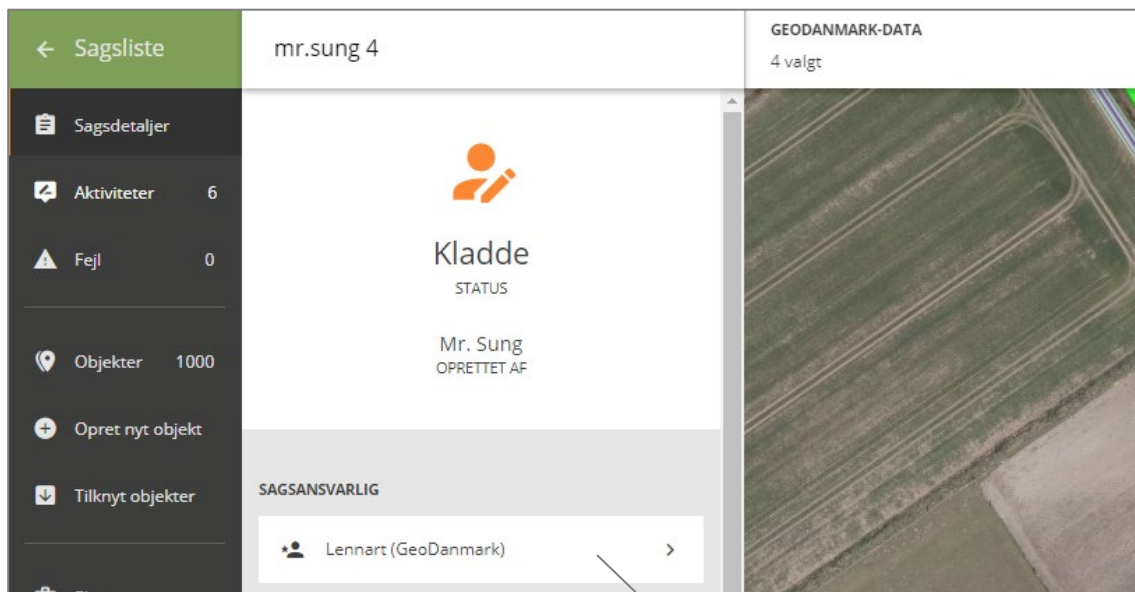 Sagsliste
mr.sung 4
GEODANMARK-DATA
4 valgt
Sagsdetaljer
Aktiviteter 6
Fejl 0
Objekter 1000
Opret nyt objekt
Tilknyt objekter
Kladde
STATUS
Mr. Sung
OPRETTET AF
SAGSANSVARLIG
Lennart (GeoDanmark)